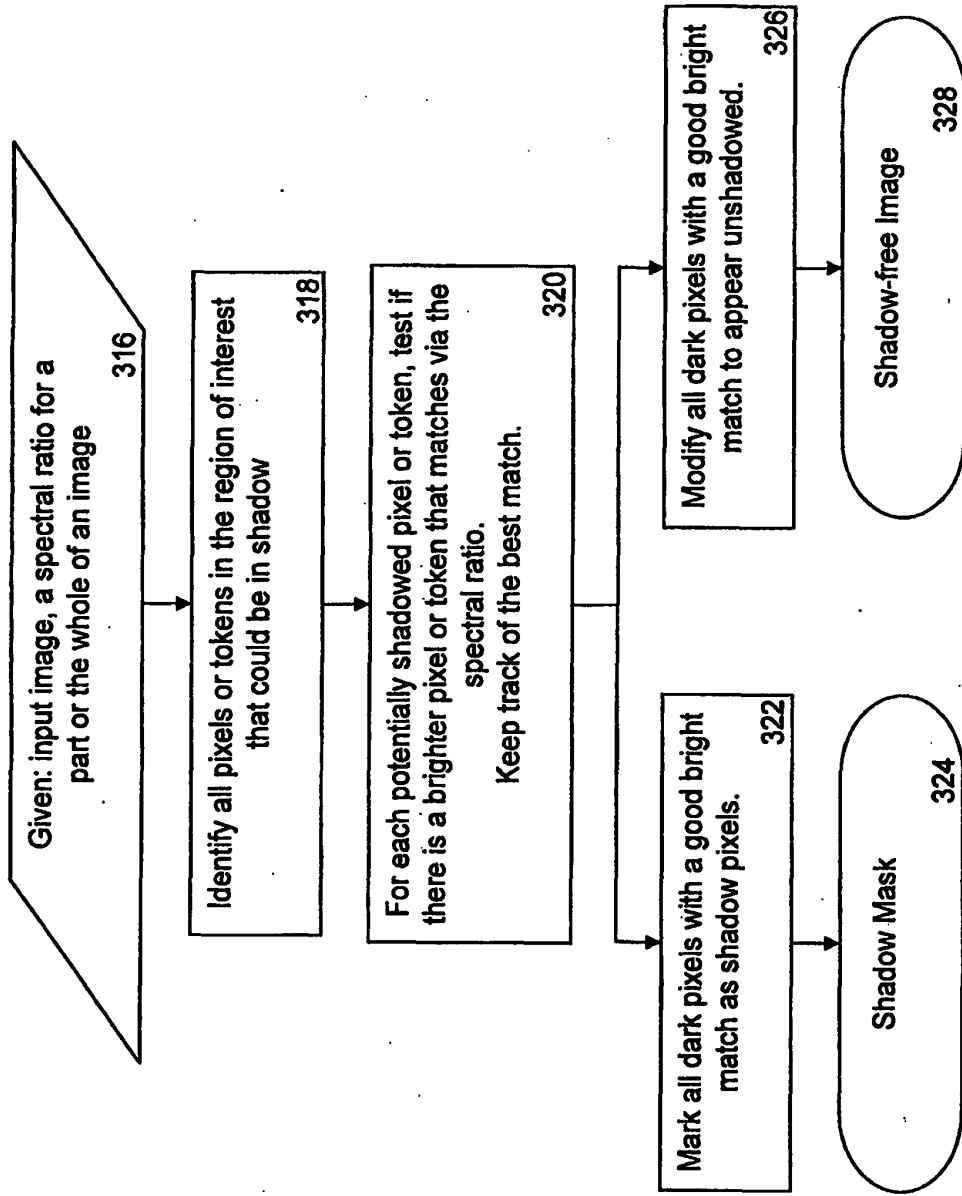 Given: input image, a spectral ratio for a
part or the whole of an image
316
Identify all pixels or tokens in the region of interest
that could be in shadow
318
For each potentially shadowed pixel or token, test if
there is a brighter pixel or token that matches via the
spectral ratio.
Keep track of the best match.
320
Mark all dark pixels with a good bright
match as shadow pixels.
322
Shadow Mask
324
Modify all dark pixels with a good bright
match to appear unshadowed.
326
Shadow-free Image
328